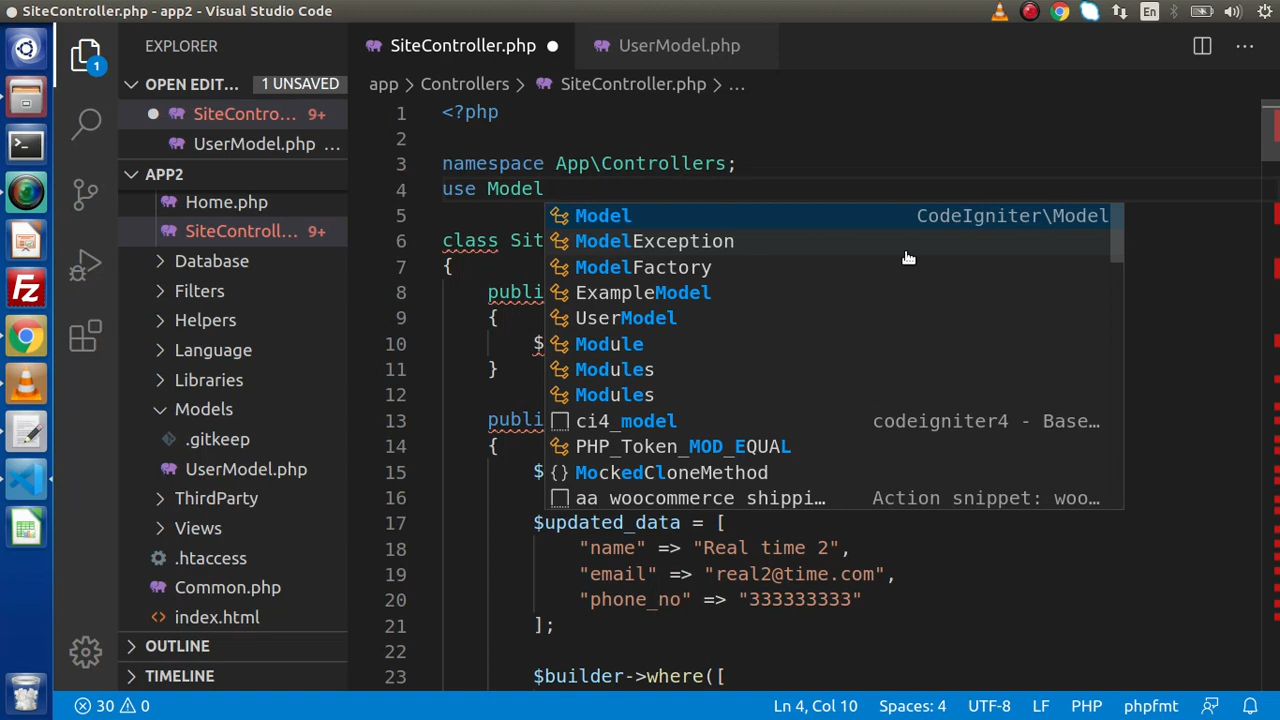 SiteController.php - app2 - Visual Studio Code
En
EXPLORER
OPEN EDIT... 1 UNSAVED
SiteContro... 9+
UserModel.php ...
APP2
Home.php
SiteControll... 9+
Database
Filters
Helpers
Language
Libraries
Models
.gitkeep
UserModel.php
ThirdParty
Views
.htaccess
Common.php
index.html
OUTLINE
TIMELINE
1
SiteController.php
UserModel.php
app > Controllers > SiteController.php > ...
1 <?php
2
3 namespace App\Controllers;
4 use Model
5
6 class Sit
7 {
8 publi
9 {
10 $
11 }
12
13 publi
14 {
15 $
16
17 $updated_data = [
18 "name" => "Real time 2",
19 "email" => "real2@time.com",
20 "phone_no" => "333333333"
21 ];
22
23 $builder->where([
Model CodeIgniter\Model
ModelException
ModelFactory
ExampleModel
UserModel
Module
Modules
Modules
ci4_model codeigniter4 - Base...
PHP_Token_MOD_EQUAL
MockedCloneMethod
aa woocommerce shippi... Action snippet: woo...
30 0
Ln 4, Col 10 Spaces: 4 UTF-8 LF PHP phpfmt